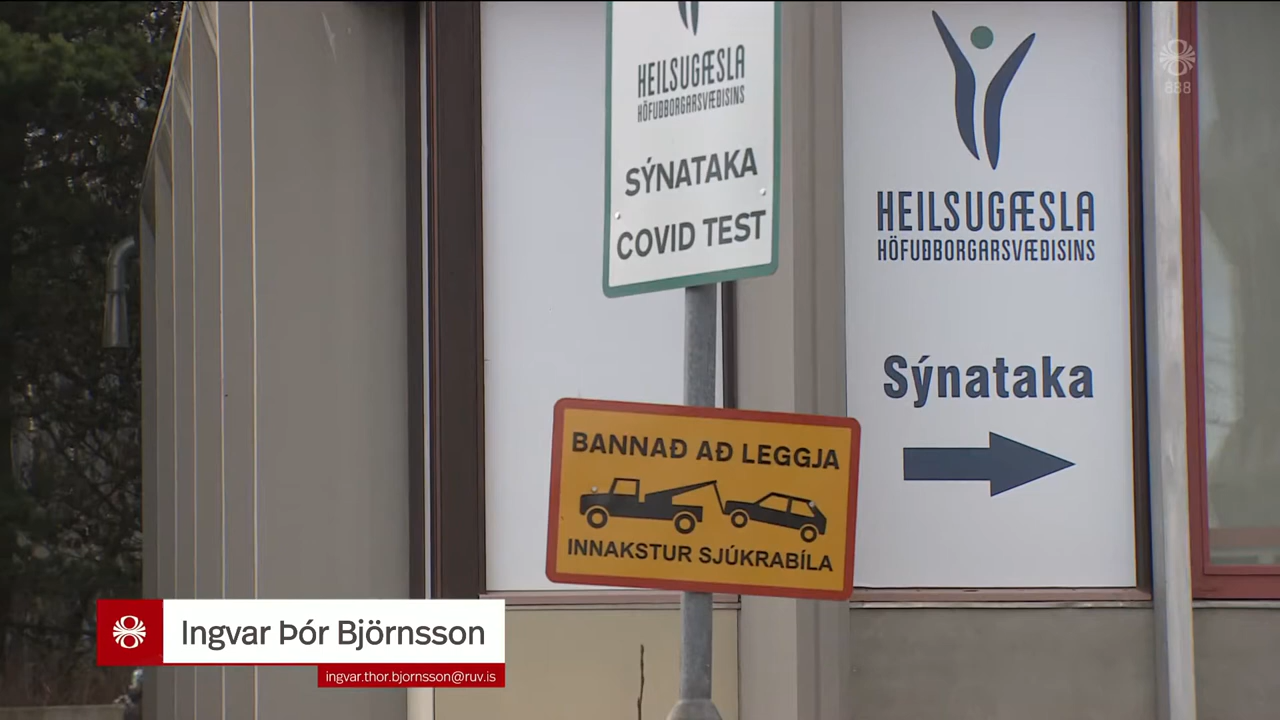 HEILSUGÆSLA
HÖFUÐBORGARSVÆÐISINS
SÝNATAKA
COVID TEST
BANNAÐ AÐ LEGGJA
INNAKSTUR SJÚKRABÍLA
HEILSUGÆSLA
HÖFUÐBORGARSVÆÐISINS
Sýnataka
888
Ingvar Þór Björnsson
ingvar.thor.bjornsson@ruv.is